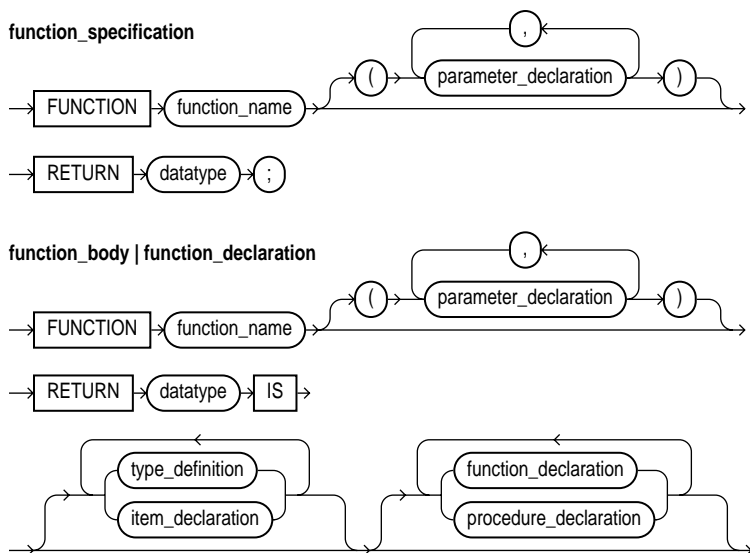 function_specification
,
( parameter_declaration )
FUNCTION function_name
RETURN datatype ;
function_body | function_declaration
,
( parameter_declaration )
FUNCTION function_name
RETURN datatype IS
type_definition function_declaration
item_declaration procedure_declaration